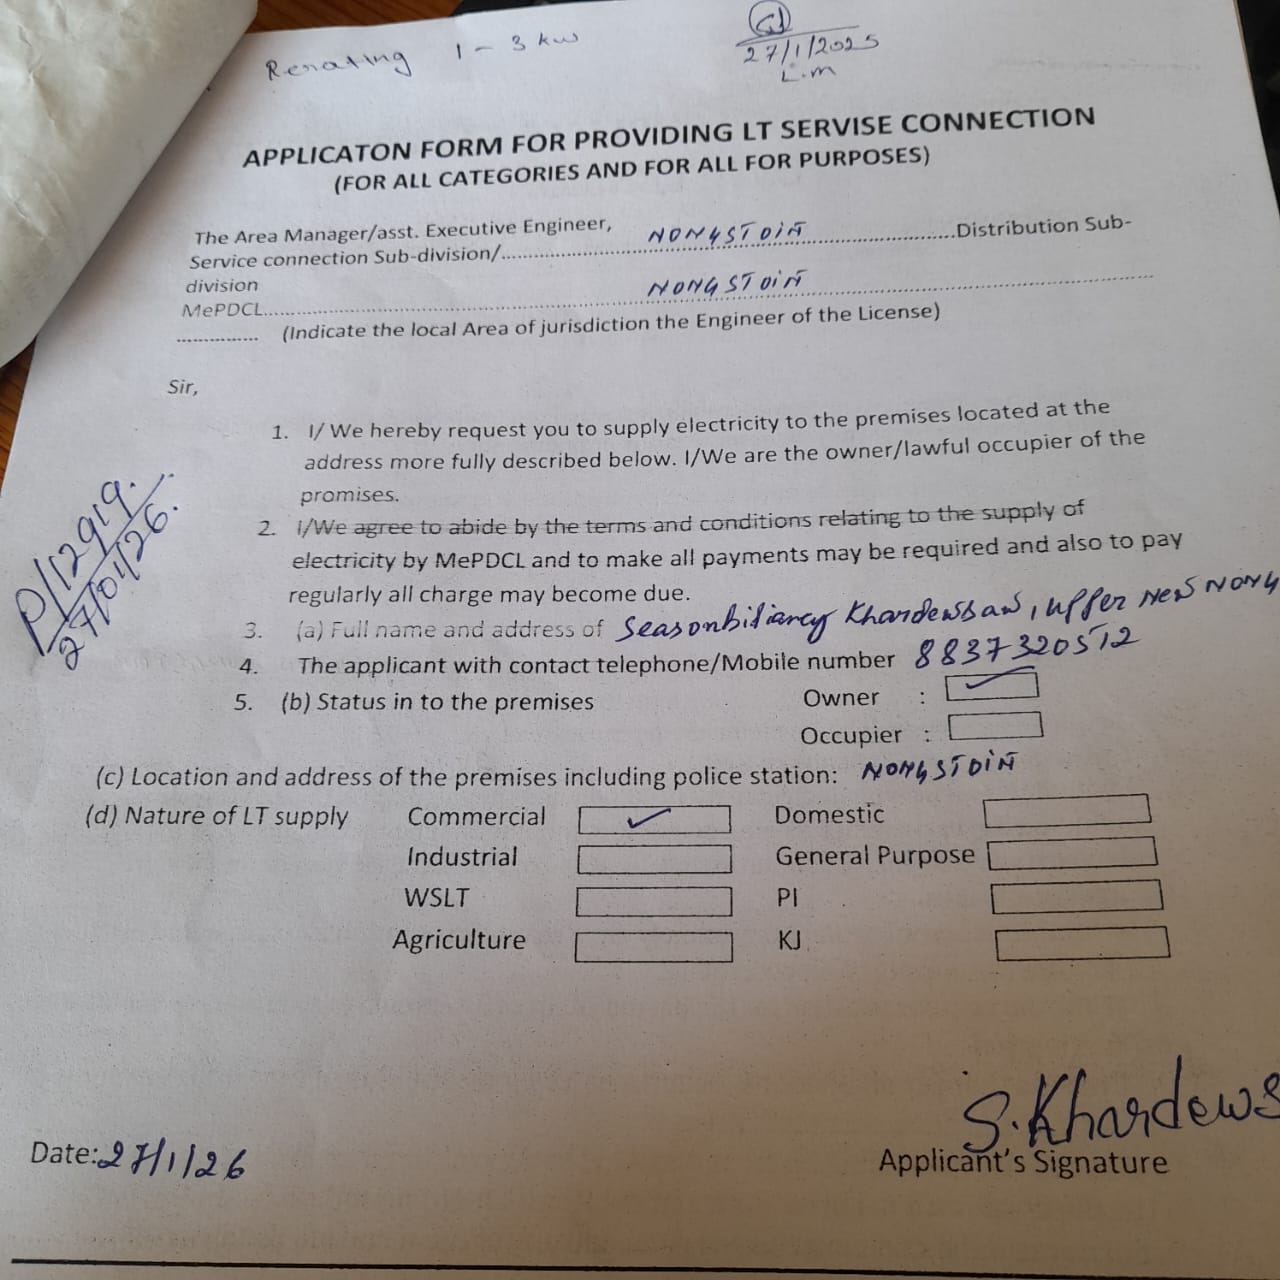 Rerating 1 - 3 kw
27/1/2025
L.m
APPLICATON FORM FOR PROVIDING LT SERVISE CONNECTION
(FOR ALL CATEGORIES AND FOR ALL FOR PURPOSES)
The Area Manager/asst. Executive Engineer,
Service connection Sub-division/.....NONGSTOIN.....Distribution Sub-
division
MePDCL.....NONGSTOIN.....
............... (Indicate the local Area of jurisdiction the Engineer of the License)
Sir,
1. I/ We hereby request you to supply electricity to the premises located at the
address more fully described below. I/We are the owner/lawful occupier of the
promises.
P/12919.
27/01/26.
2. I/We agree to abide by the terms and conditions relating to the supply of
electricity by MePDCL and to make all payments may be required and also to pay
regularly all charge may become due.
3. (a) Full name and address of Seasonbiliancy Khardewsaw, upper New Nong
4. The applicant with contact telephone/Mobile number 8837320512
5. (b) Status in to the premises Owner : ✓
Occupier :
(c) Location and address of the premises including police station: NONGSTOIN
(d) Nature of LT supply Commercial ✓ Domestic
Industrial General Purpose
WSLT PI
Agriculture KJ
S.Khardews
Date:27/1/26
Applicant's Signature